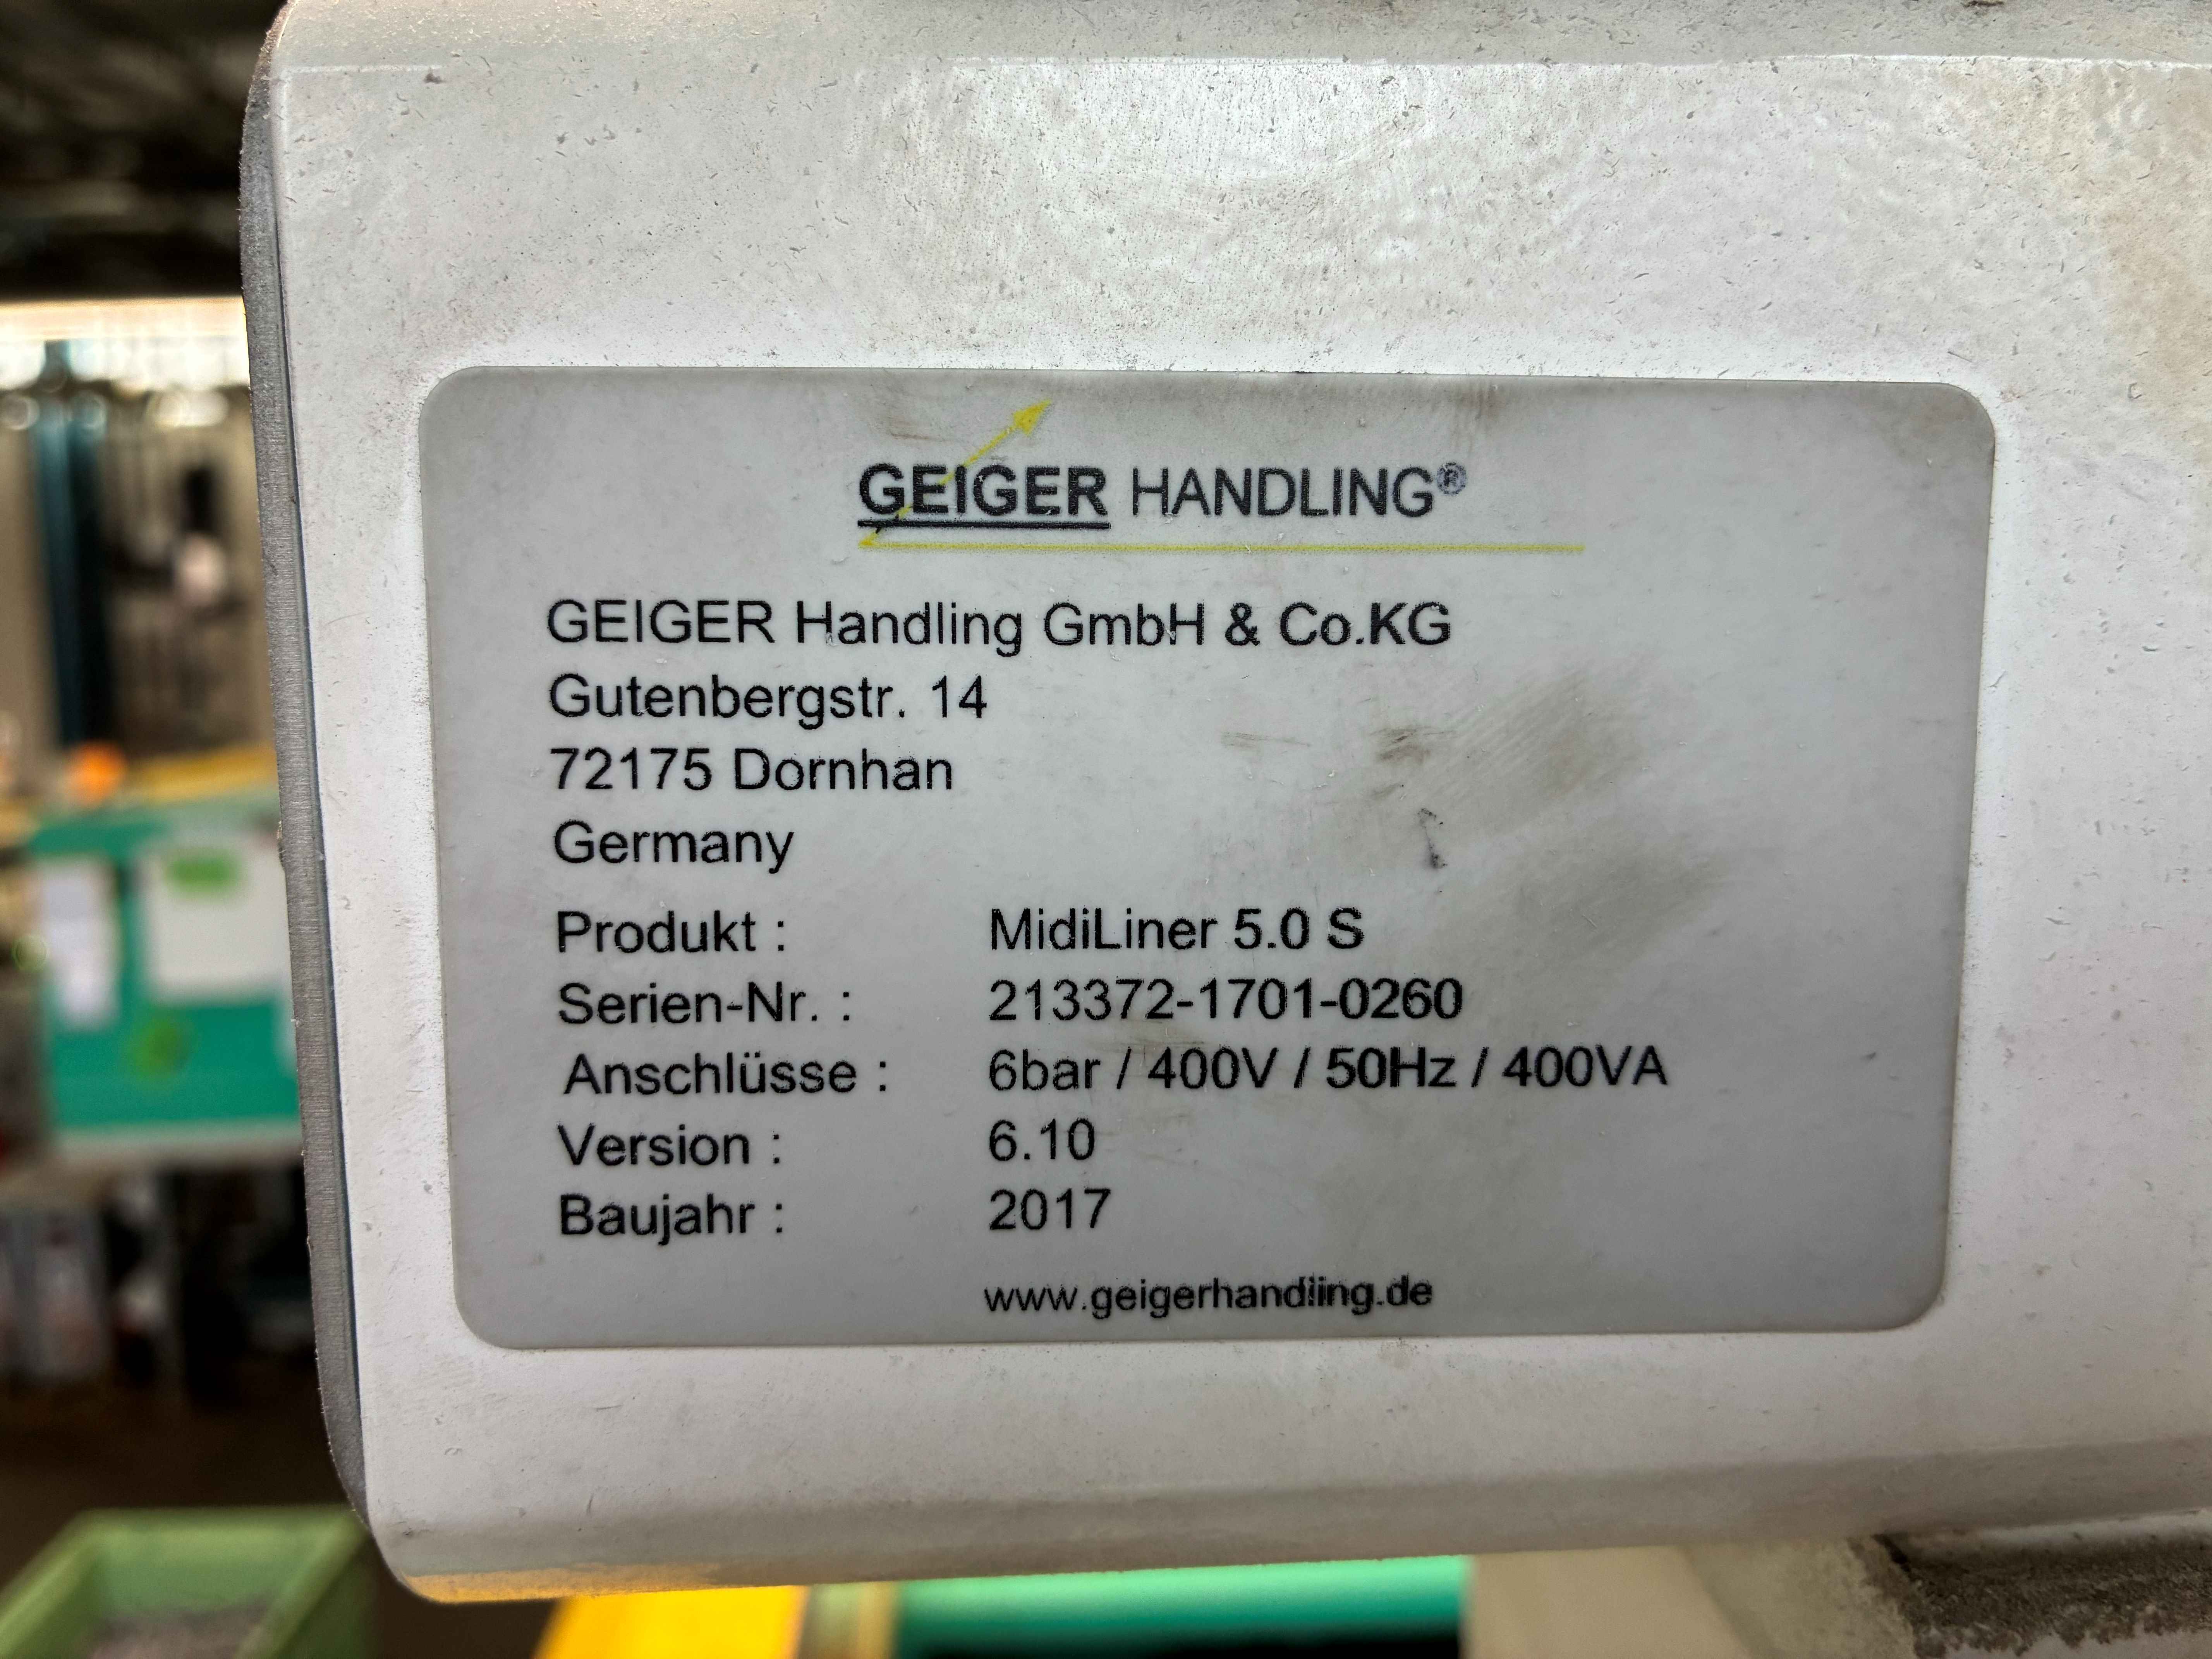 GEIGER HANDLING®
GEIGER Handling GmbH & Co.KG
Gutenbergstr. 14
72175 Dornhan
Germany
Produkt : MidiLiner 5.0 S
Serien-Nr. : 213372-1701-0260
Anschlüsse : 6bar / 400V / 50Hz / 400VA
Version : 6.10
Baujahr : 2017
www.geigerhandling.de